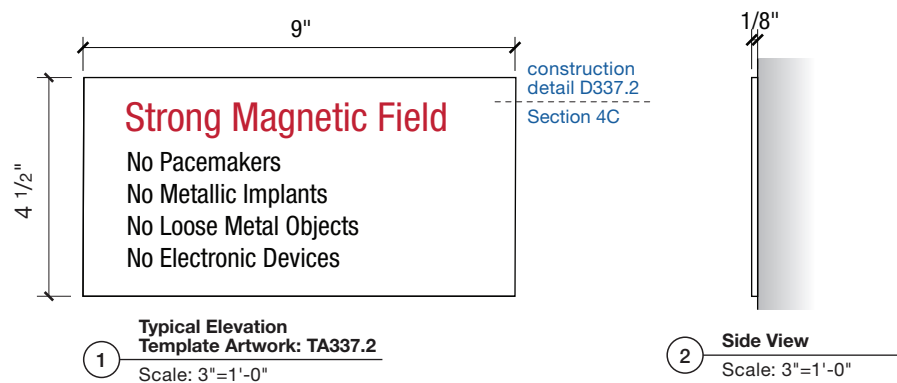 9"
1/8"
construction
detail D337.2
Section 4C
4 1/2"
Strong Magnetic Field
No Pacemakers
No Metallic Implants
No Loose Metal Objects
No Electronic Devices
1
Typical Elevation
Template Artwork: TA337.2
Scale: 3"=1'-0"
2
Side View
Scale: 3"=1'-0"